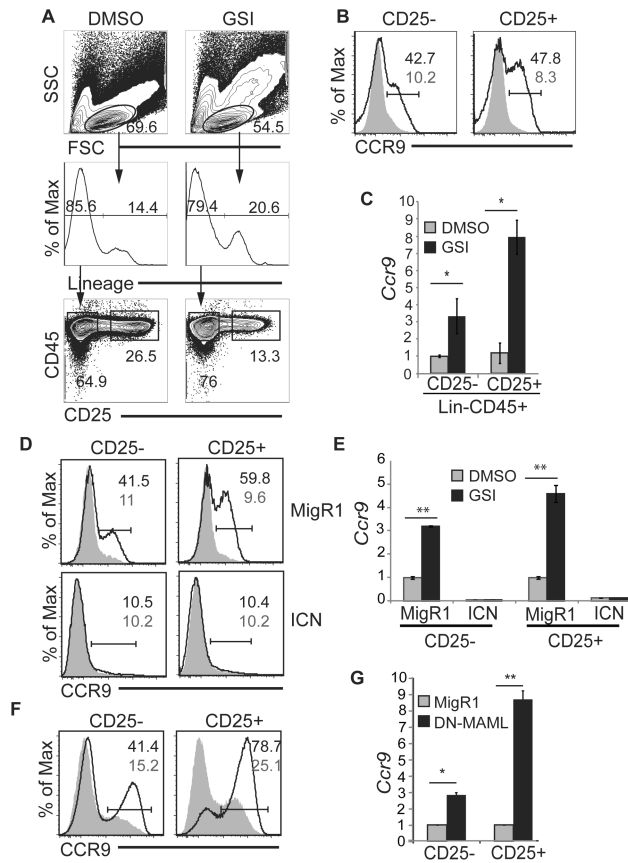 A
DMSO
GSI
SSC
69.6
54.5
FSC
% of Max
85.6
14.4
79.4
20.6
Lineage
CD45
26.5
64.9
13.3
76
CD25
B
CD25-
CD25+
% of Max
42.7
10.2
47.8
8.3
CCR9
C
Ccr9
10
9
8
7
6
5
4
3
2
1
0
DMSO
GSI
*
*
CD25- CD25+
Lin-CD45+
D
CD25-
CD25+
% of Max
41.5
11
59.8
9.6
MigR1
% of Max
10.5
10.2
10.4
10.2
ICN
CCR9
E
Ccr9
6
5
4
3
2
1
0
DMSO
GSI
**
**
MigR1 ICN MigR1 ICN
CD25- CD25+
F
CD25-
CD25+
% of Max
41.4
15.2
78.7
25.1
CCR9
G
Ccr9
10
9
8
7
6
5
4
3
2
1
0
MigR1
DN-MAML
*
**
CD25- CD25+